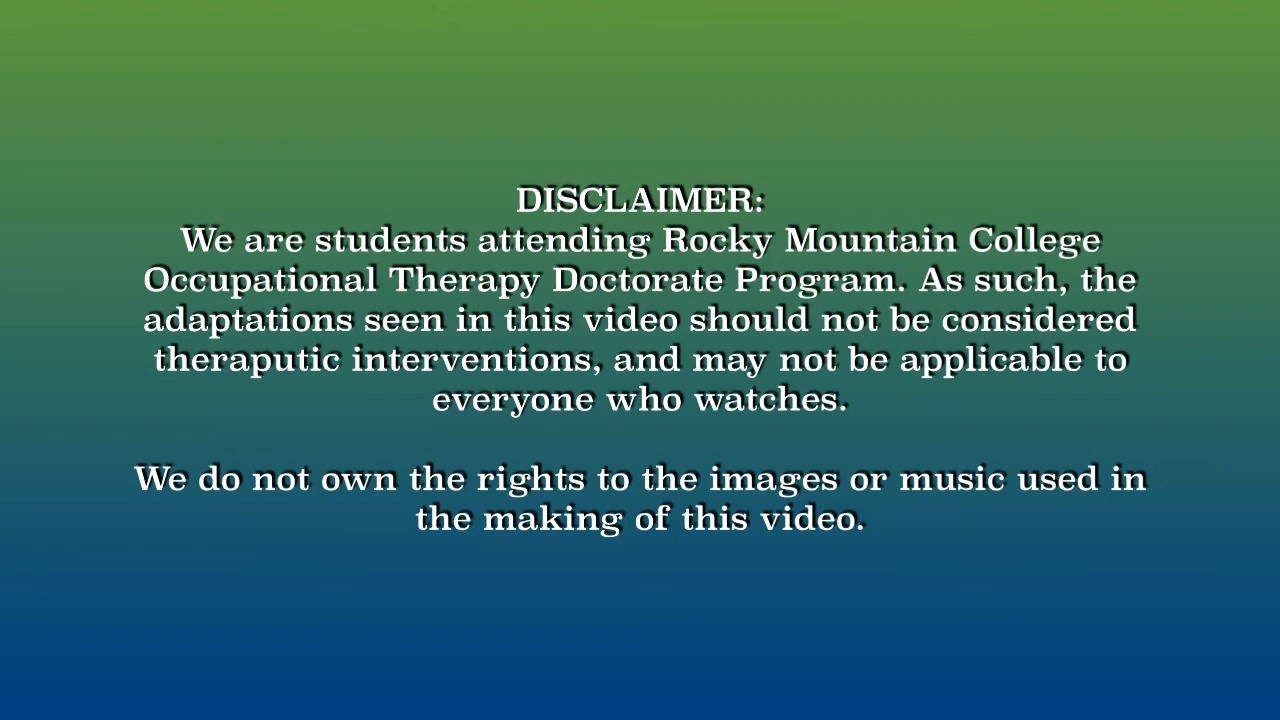 DISCLAIMER:
We are students attending Rocky Mountain College
Occupational Therapy Doctorate Program. As such, the
adaptations seen in this video should not be considered
theraputic interventions, and may not be applicable to
everyone who watches.
We do not own the rights to the images or music used in
the making of this video.